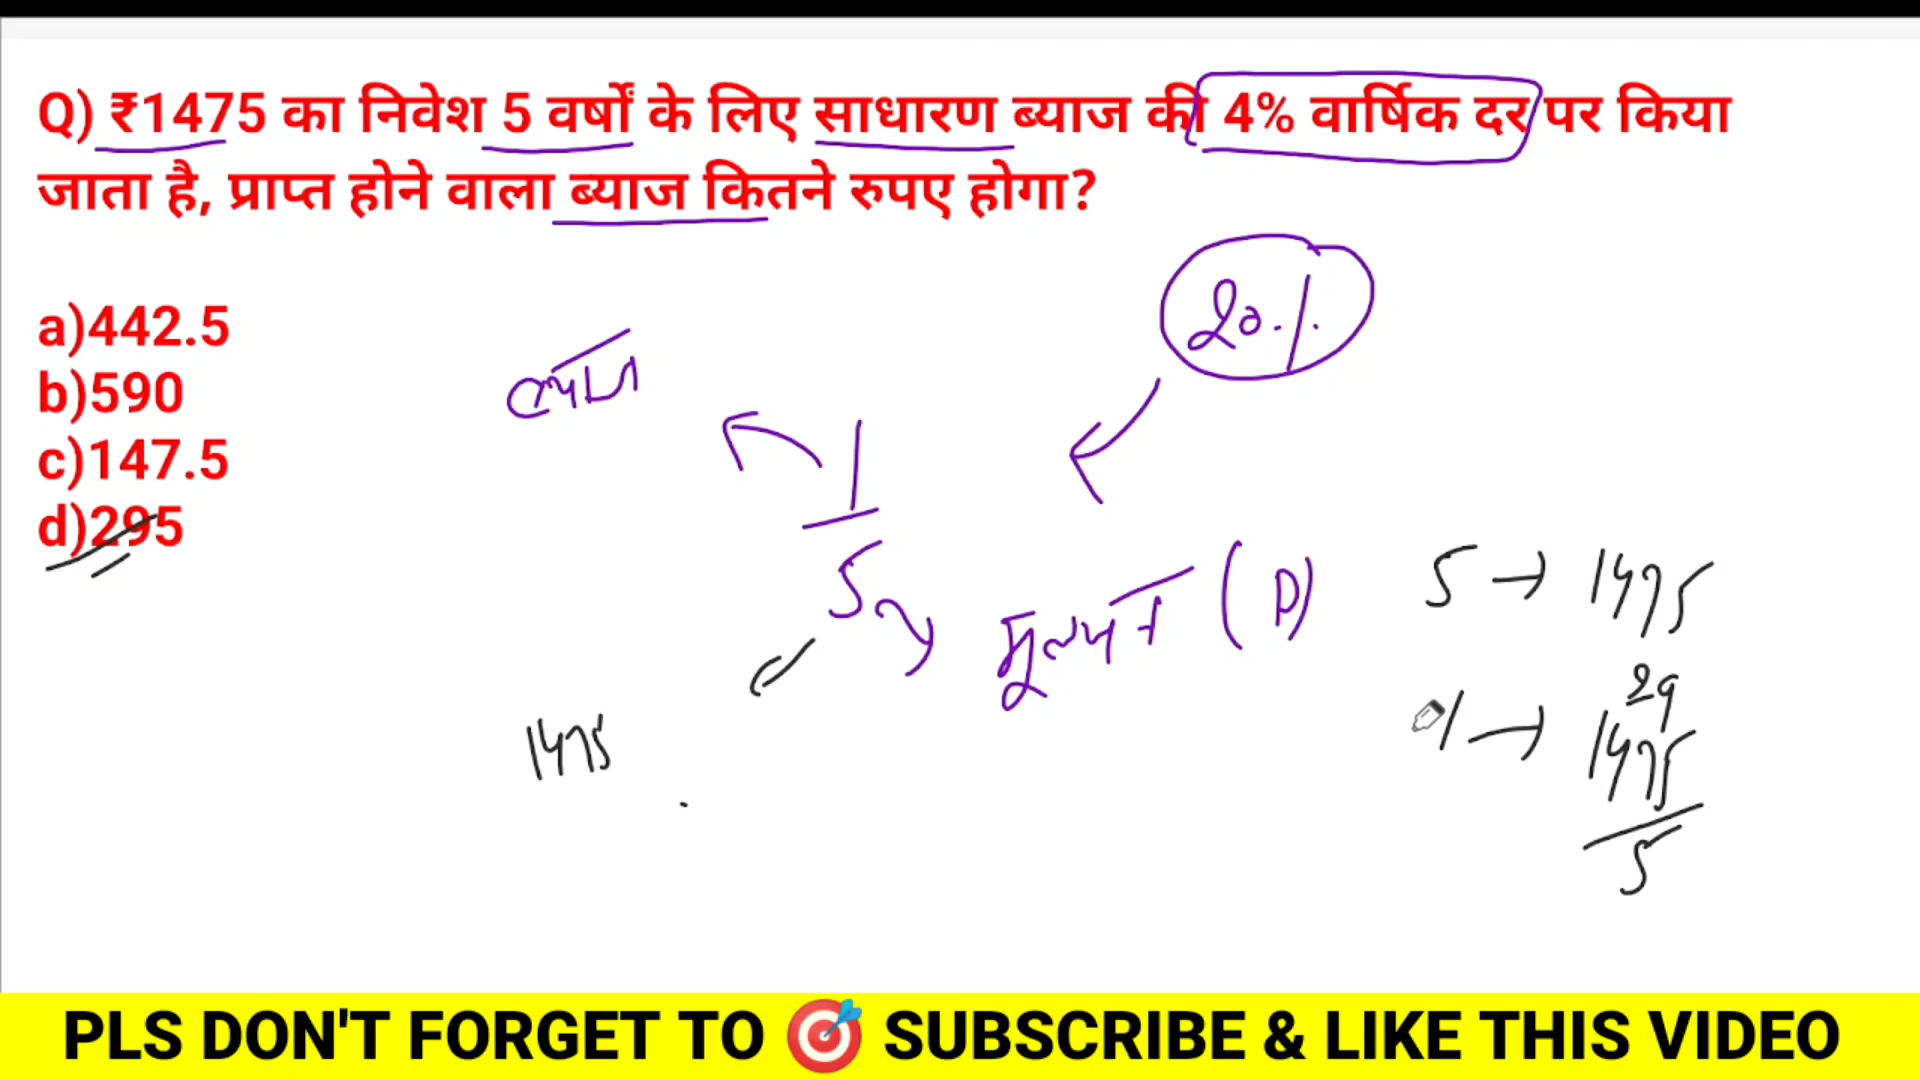 Q) ₹1475 का निवेश 5 वर्षों के लिए साधारण ब्याज की 4% वार्षिक दर पर किया
जाता है, प्राप्त होने वाला ब्याज कितने रुपए होगा?
a)442.5
b)590
c)147.5
d)295
20%
ब्याज
1
5
मूलधन (P)
5 → 1475
1 → 1475
29
5
1475
PLS DON'T FORGET TO 🎯 SUBSCRIBE & LIKE THIS VIDEO